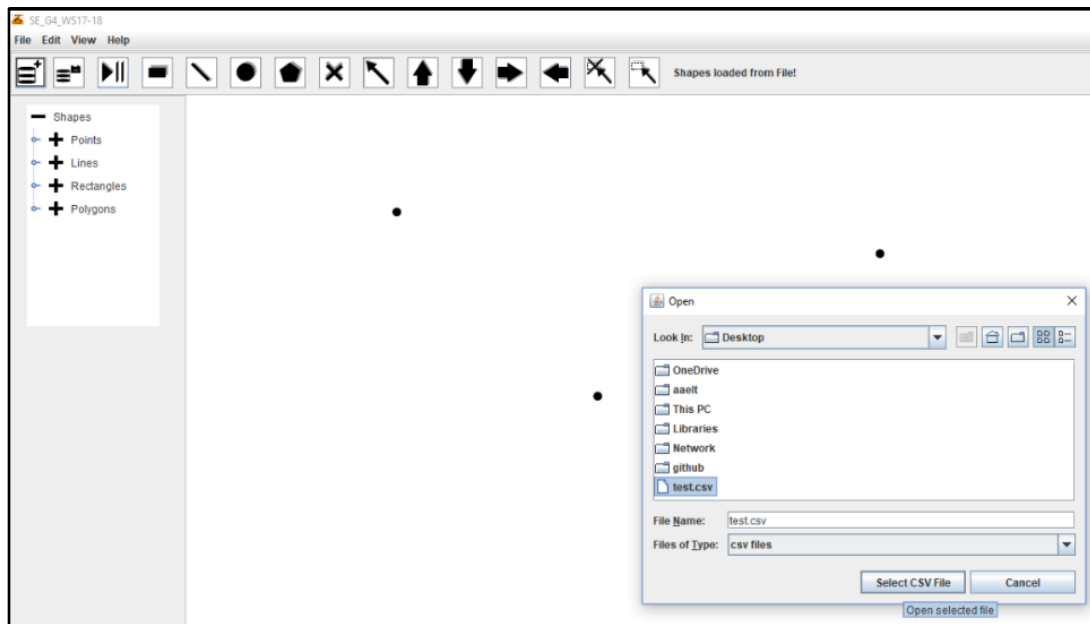 SE_G4_WS17-18
File Edit View Help
Shapes loaded from File!
Shapes
Points
Lines
Rectangles
Polygons
Open
Look In: Desktop
OneDrive
aaelt
This PC
Libraries
Network
github
test.csv
File Name: test.csv
Files of Type: csv files
Select CSV File Cancel
Open selected file